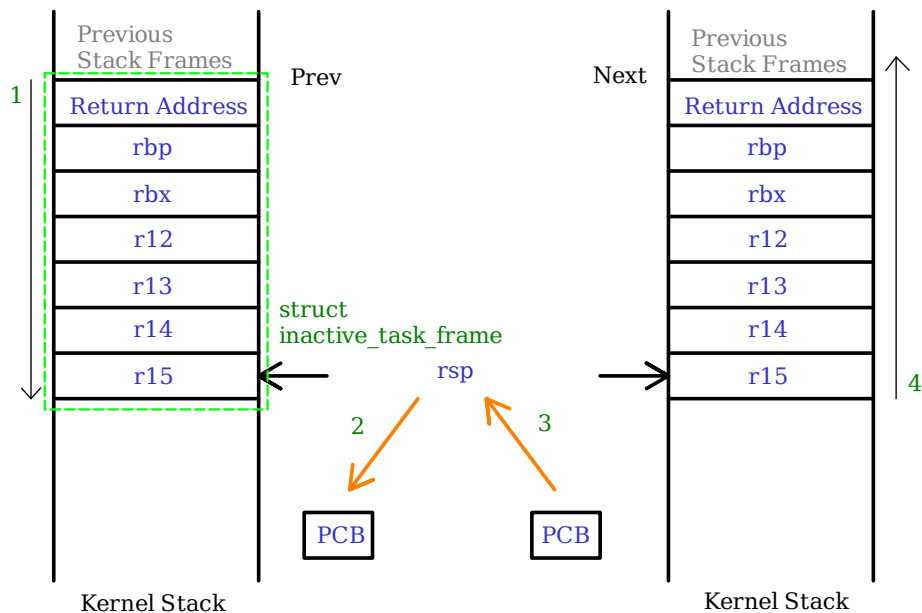 Previous
Stack Frames
1
Return Address
rbp
rbx
r12
r13
r14
r15
Kernel Stack
Prev
struct
inactive_task_frame
rsp
2
3
PCB
PCB
Next
Previous
Stack Frames
Return Address
rbp
rbx
r12
r13
r14
r15
4
Kernel Stack